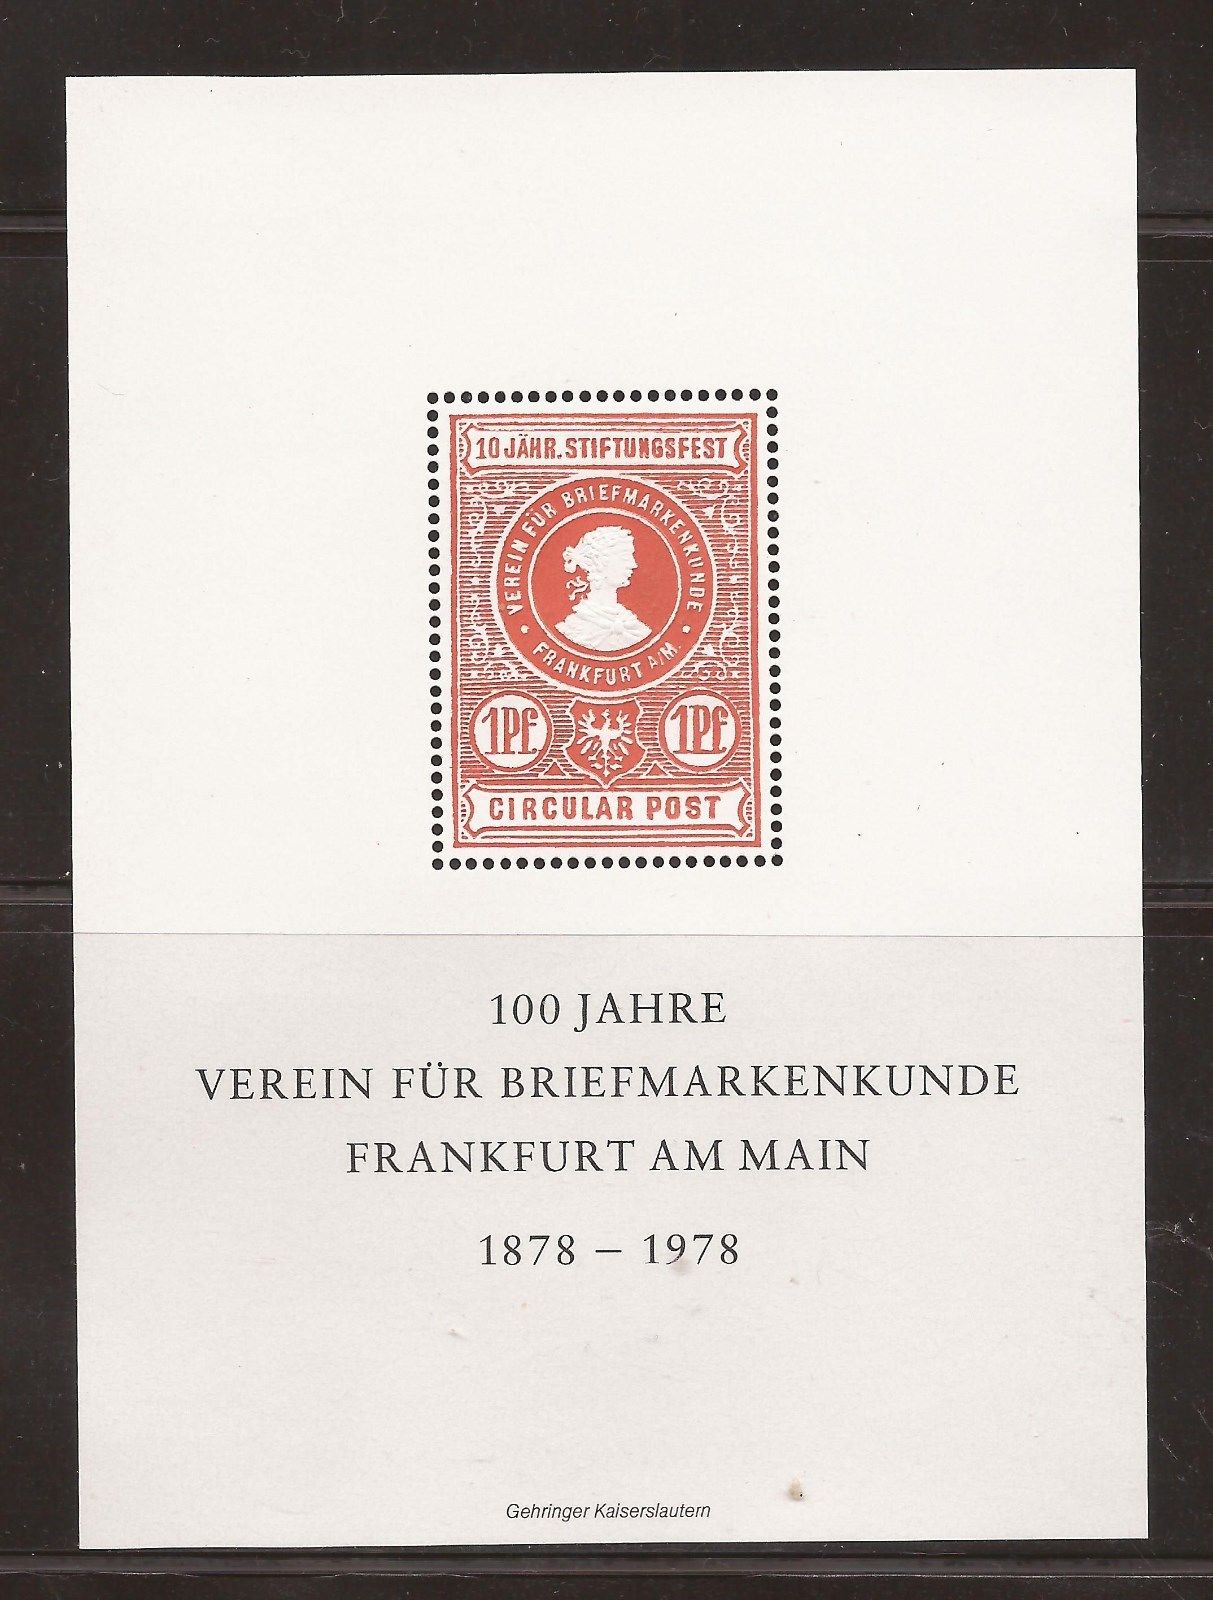 10 JÄHR. STIFTUNGSFEST
VEREIN FÜR BRIEFMARKENKUNDE
FRANKFURT A/M.
1Pf. 1Pf
CIRCULAR POST
100 JAHRE
VEREIN FÜR BRIEFMARKENKUNDE
FRANKFURT AM MAIN
1878 – 1978
Gehringer Kaiserslautern